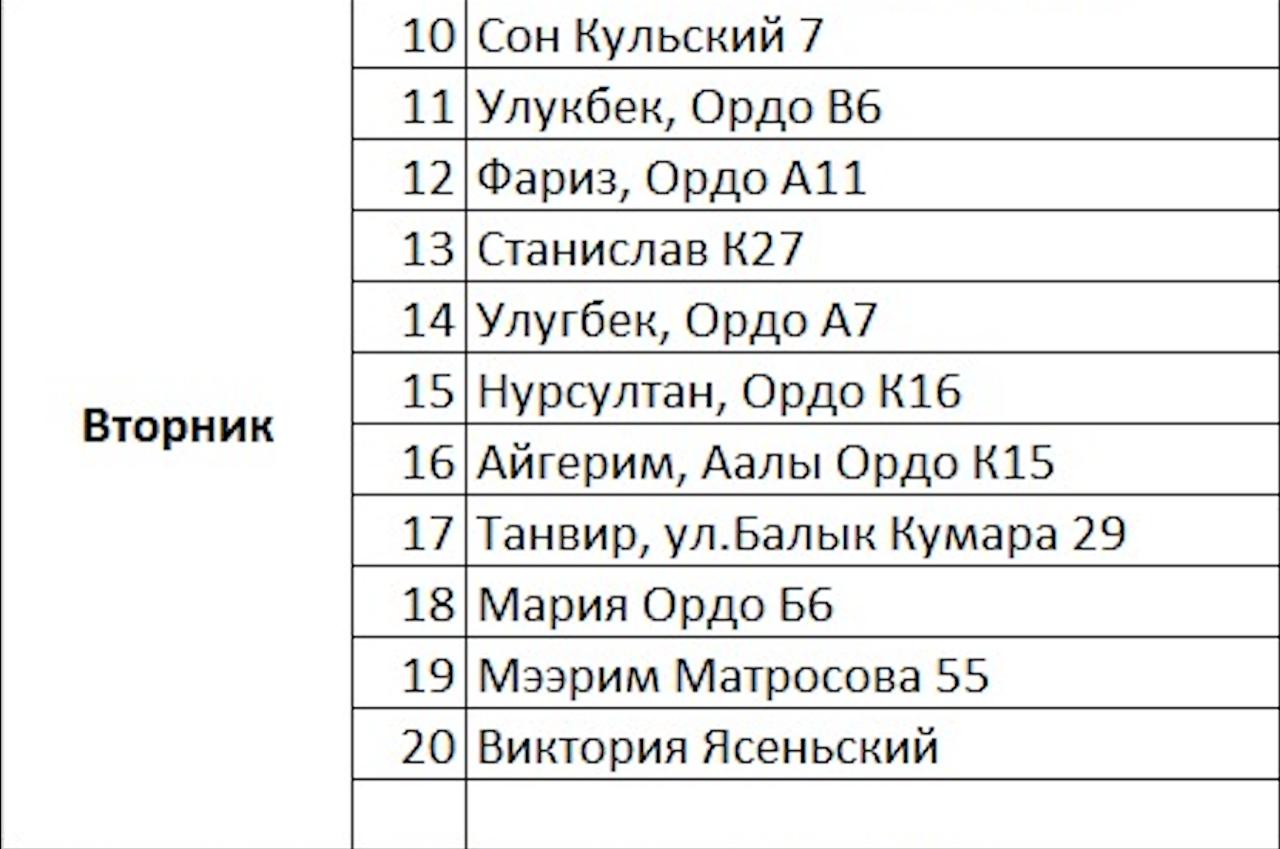 10 Сон Кульский 7
11 Улукбек, Ордо В6
12 Фариз, Ордо А11
13 Станислав К27
14 Улугбек, Ордо А7
15 Нурсултан, Ордо К16
Вторник
16 Айгерим, Аалы Ордо К15
17 Танвир, ул.Балык Кумара 29
18 Мария Ордо Б6
19 Мээрим Матросова 55
20 Виктория Ясеньский